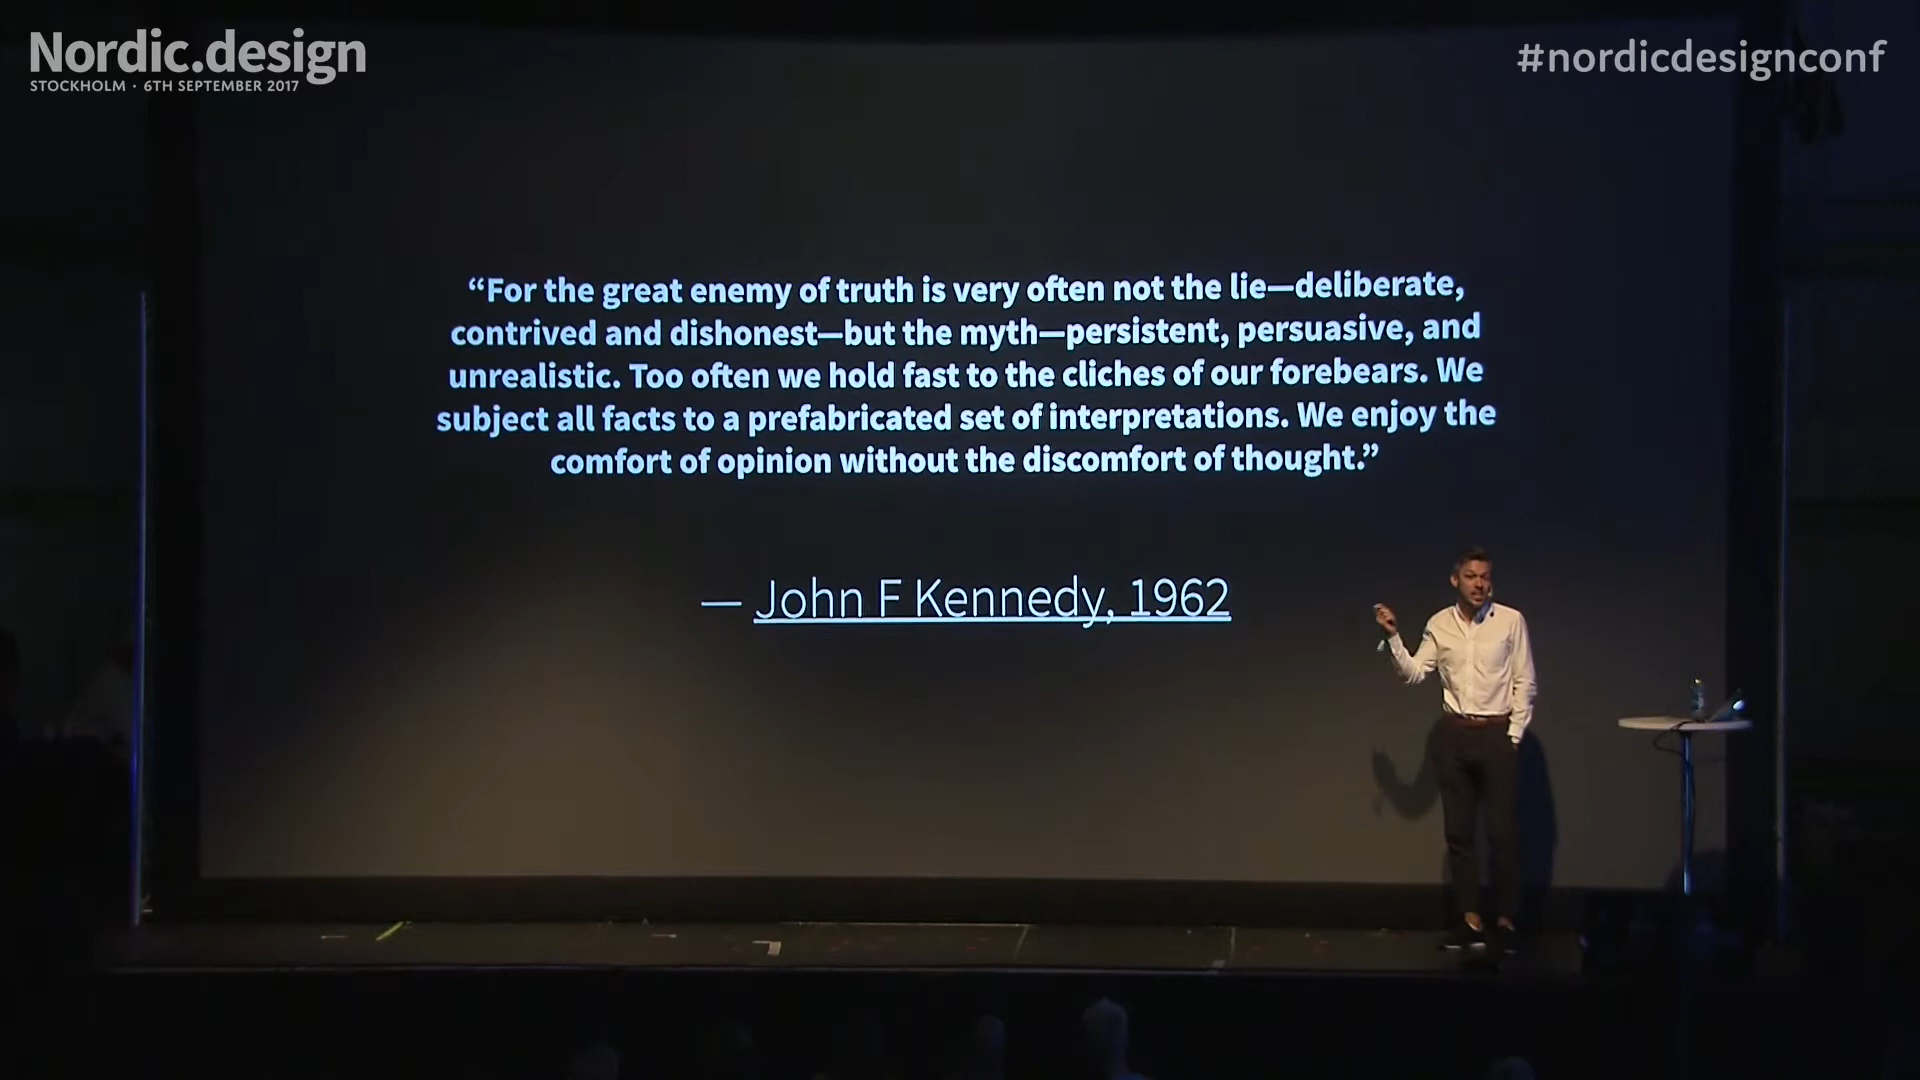 Nordic.design
STOCKHOLM · 6TH SEPTEMBER 2017
#nordicdesignconf
“For the great enemy of truth is very often not the lie—deliberate,
contrived and dishonest—but the myth—persistent, persuasive, and
unrealistic. Too often we hold fast to the cliches of our forebears. We
subject all facts to a prefabricated set of interpretations. We enjoy the
comfort of opinion without the discomfort of thought.”
— John F Kennedy, 1962